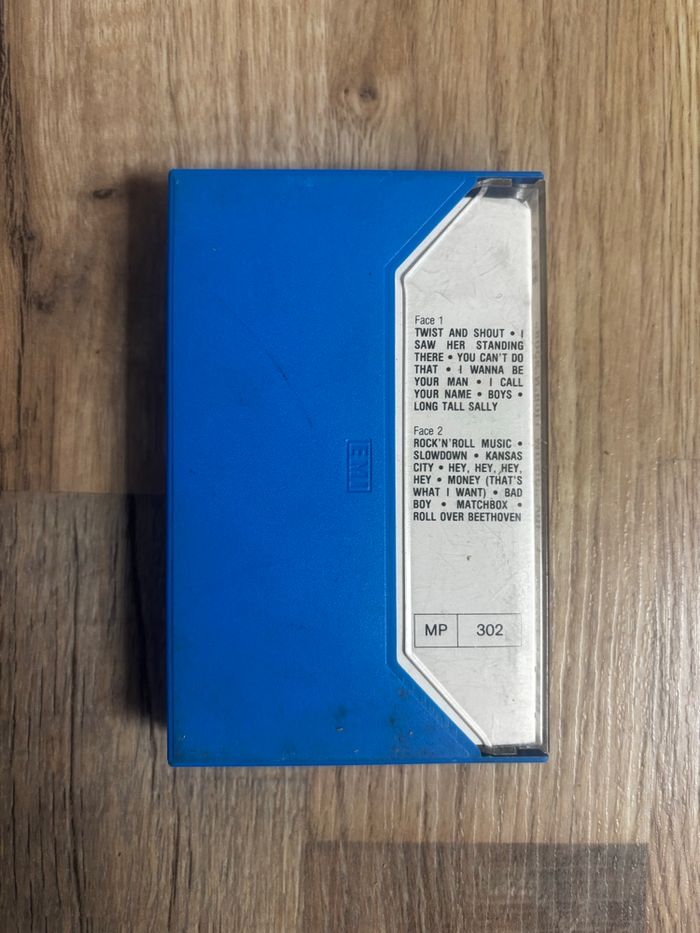 Face 1
TWIST AND SHOUT • I
SAW HER STANDING
THERE • YOU CAN'T DO
THAT • I WANNA BE
YOUR MAN • I CALL
YOUR NAME • BOYS •
LONG TALL SALLY
Face 2
ROCK'N'ROLL MUSIC •
SLOWDOWN • KANSAS
CITY • HEY, HEY, HEY,
HEY • MONEY (THAT'S
WHAT I WANT) • BAD
BOY • MATCHBOX •
ROLL OVER BEETHOVEN
EMI
MP 302